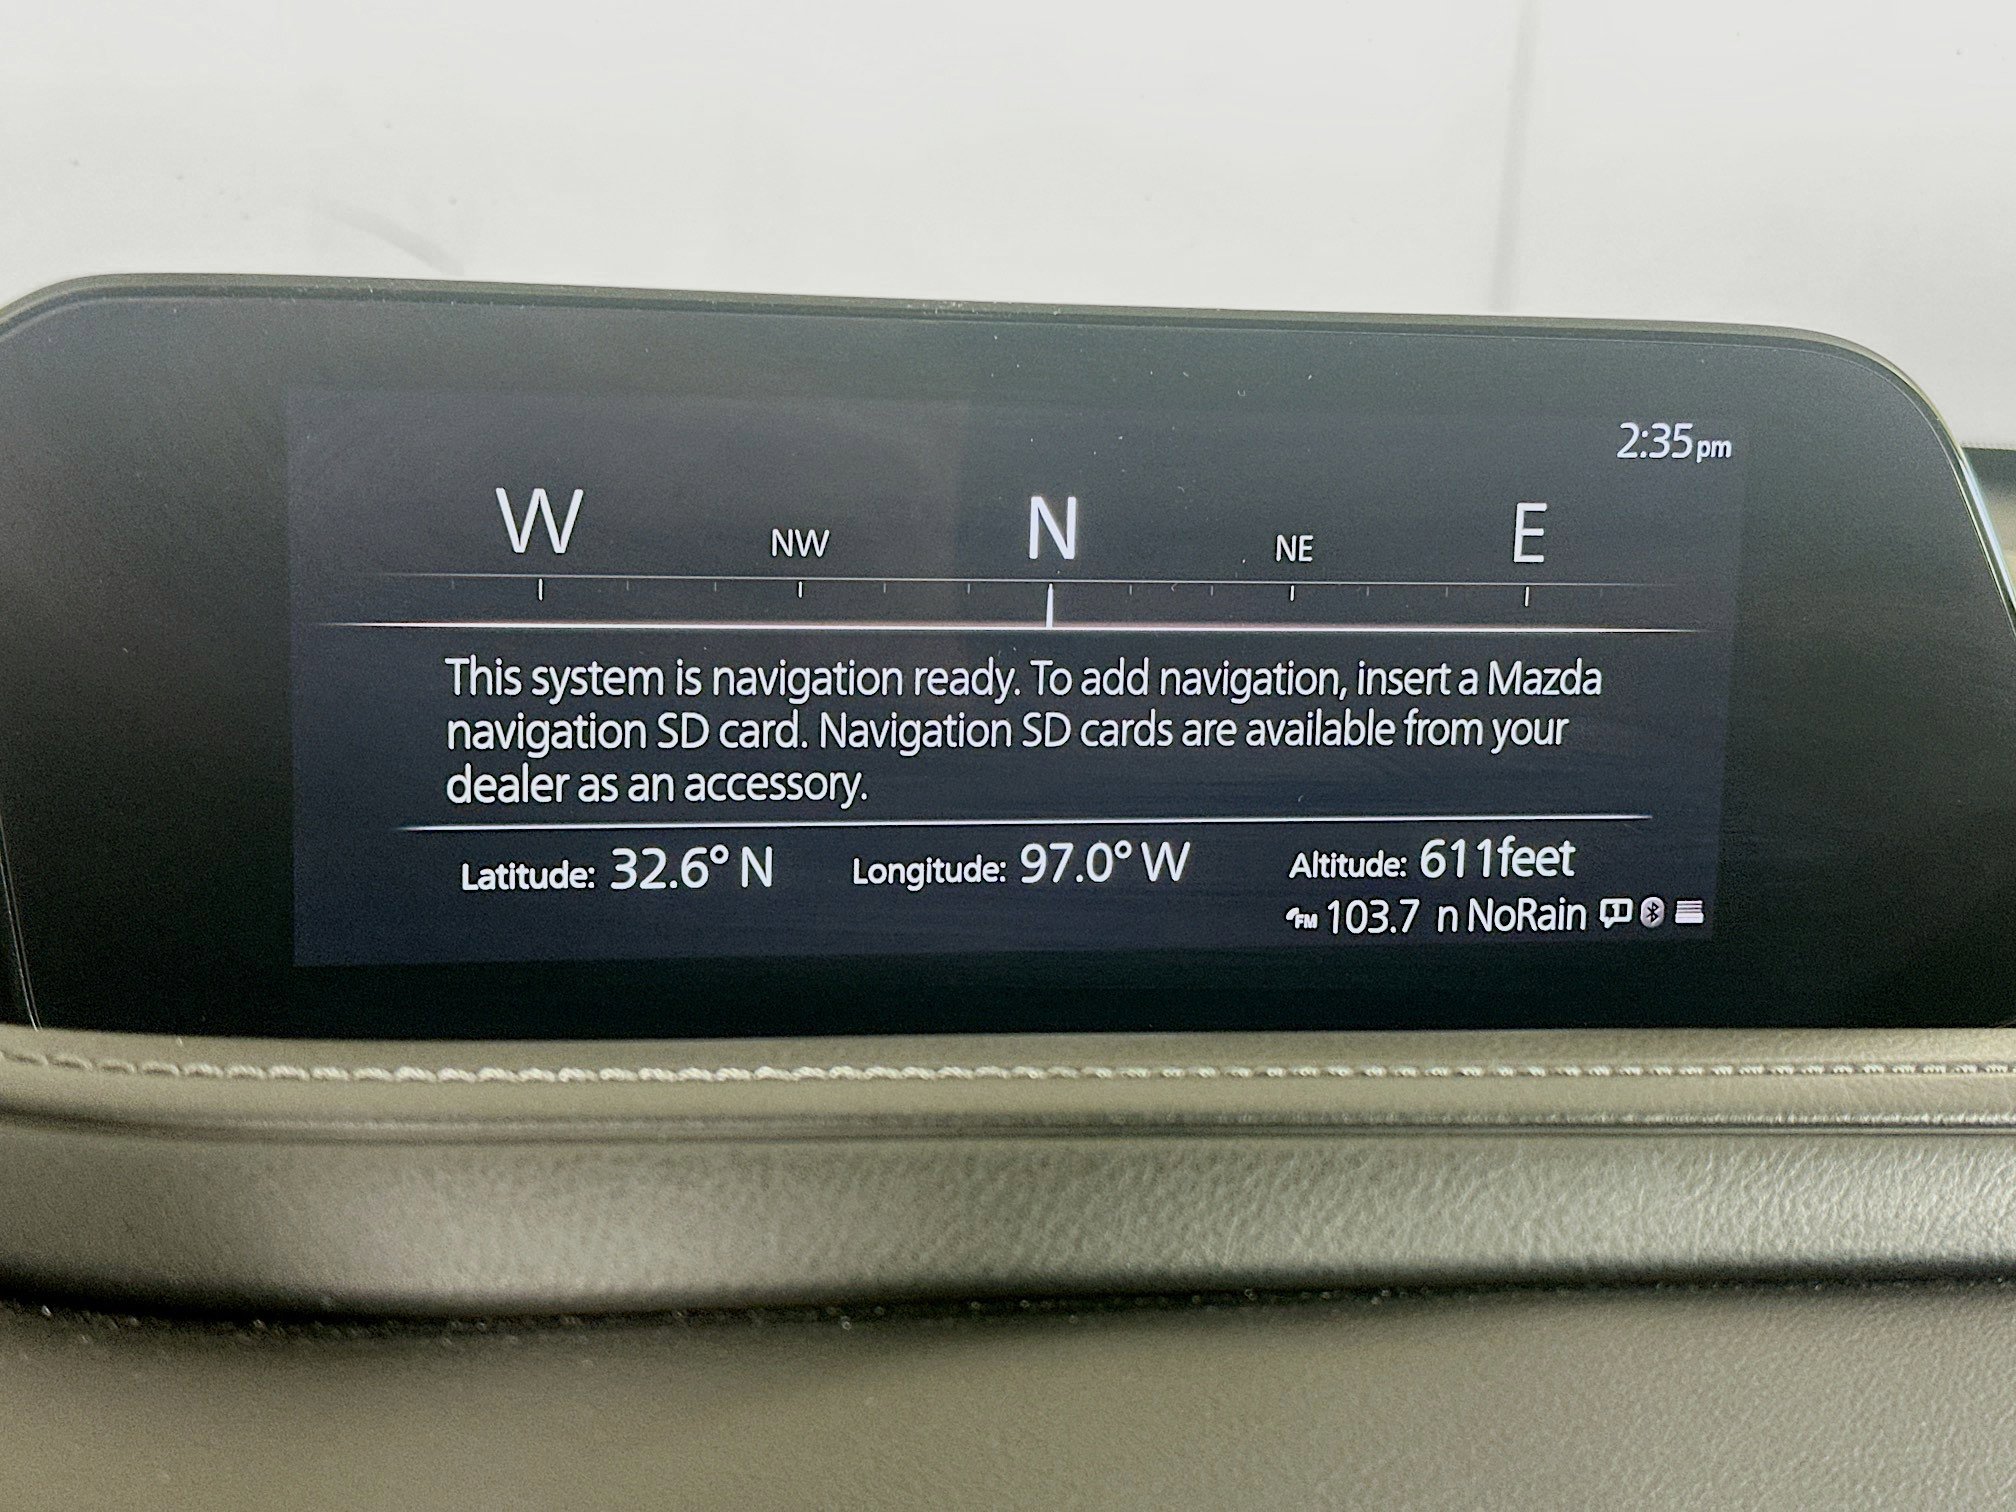 2:35pm
W NW N NE E
This system is navigation ready. To add navigation, insert a Mazda
navigation SD card. Navigation SD cards are available from your
dealer as an accessory.
Latitude: 32.6° N Longitude: 97.0° W Altitude: 611feet
FM 103.7 n NoRain 1